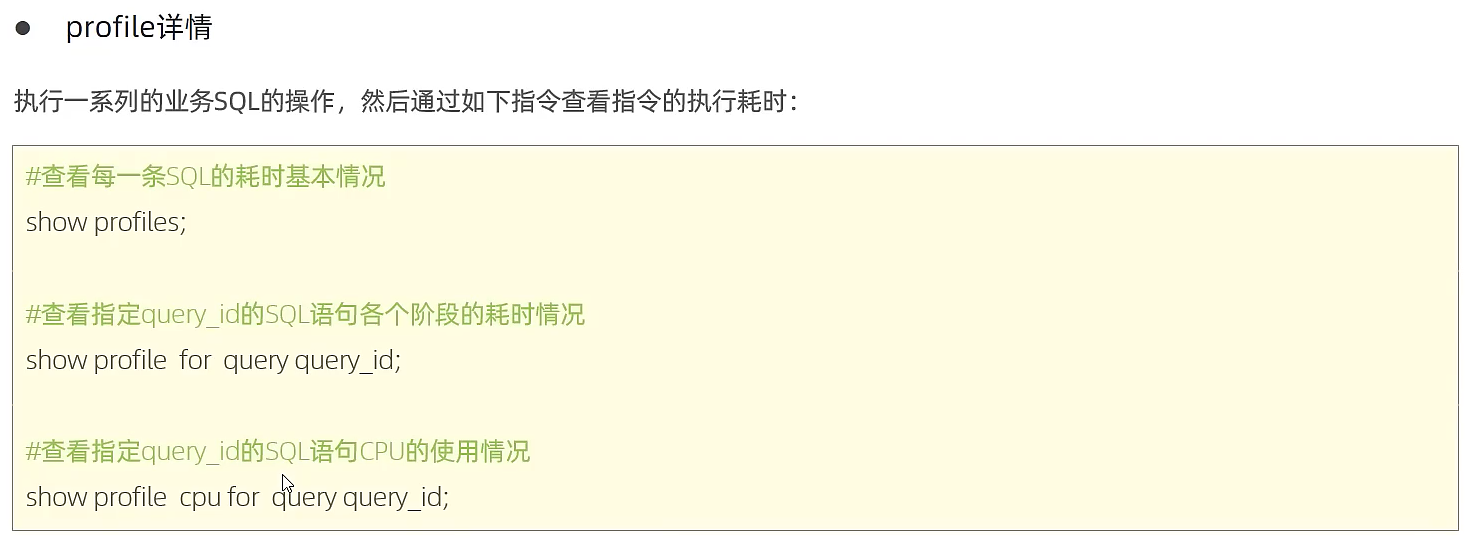 ● profile详情
执行一系列的业务SQL的操作，然后通过如下指令查看指令的执行耗时：
#查看每一条SQL的耗时基本情况
show profiles;
#查看指定query_id的SQL语句各个阶段的耗时情况
show profile for query query_id;
#查看指定query_id的SQL语句CPU的使用情况
show profile cpu for query query_id;